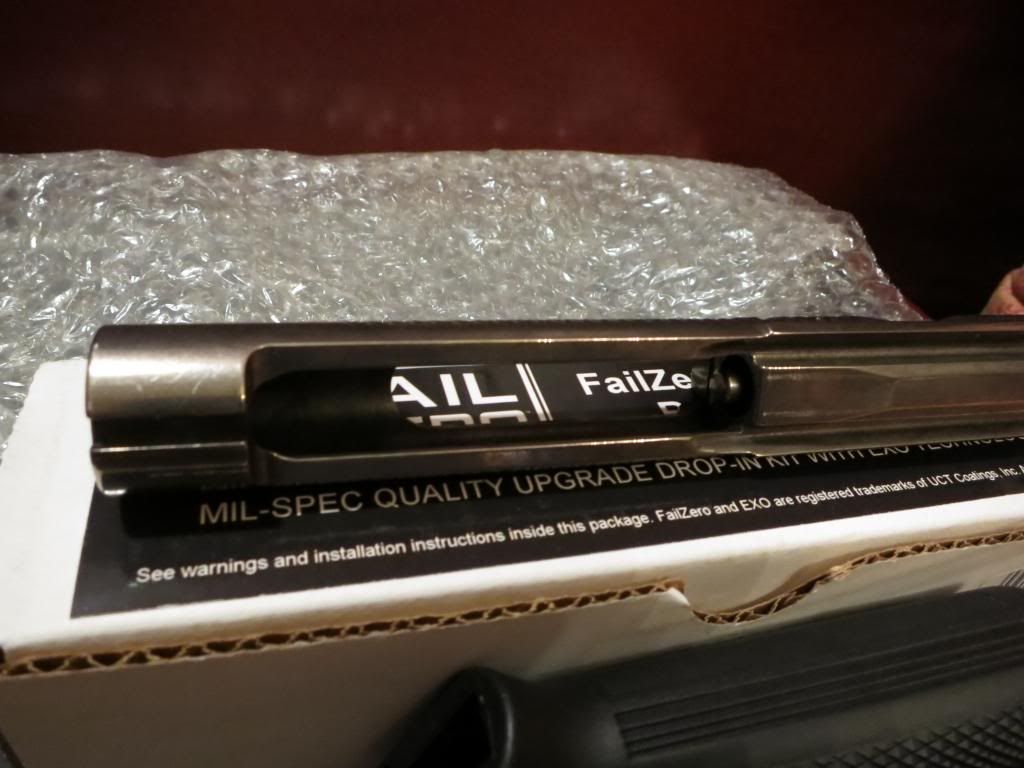 AIL
FailZe
MIL-SPEC QUALITY UPGRADE DROP-IN KIT WITH EXO
See warnings and installation instructions inside this package. FailZero and EXO are registered trademarks of UCT Coatings, Inc.